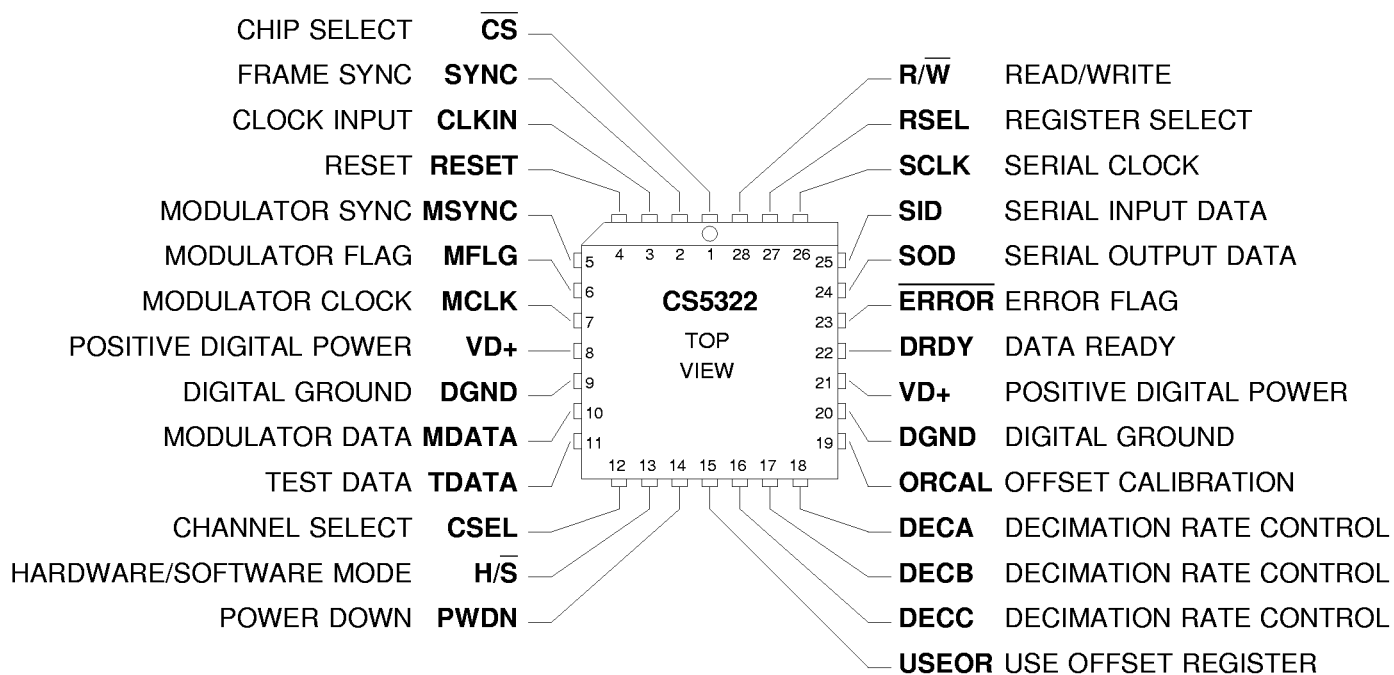 CHIP SELECT C̅S̅
FRAME SYNC SYNC
CLOCK INPUT CLKIN
RESET RESET
MODULATOR SYNC MSYNC
MODULATOR FLAG MFLG
MODULATOR CLOCK MCLK
POSITIVE DIGITAL POWER VD+
DIGITAL GROUND DGND
MODULATOR DATA MDATA
TEST DATA TDATA
CHANNEL SELECT CSEL
HARDWARE/SOFTWARE MODE H/S̅
POWER DOWN PWDN
4 3 2 1 28 27 26
5
6
7
8
9
10
11
CS5322
TOP
VIEW
25
24
23
22
21
20
19
12 13 14 15 16 17 18
R/W̅ READ/WRITE
RSEL REGISTER SELECT
SCLK SERIAL CLOCK
SID SERIAL INPUT DATA
SOD SERIAL OUTPUT DATA
E̅R̅R̅O̅R̅ ERROR FLAG
DRDY DATA READY
VD+ POSITIVE DIGITAL POWER
DGND DIGITAL GROUND
ORCAL OFFSET CALIBRATION
DECA DECIMATION RATE CONTROL
DECB DECIMATION RATE CONTROL
DECC DECIMATION RATE CONTROL
USEOR USE OFFSET REGISTER